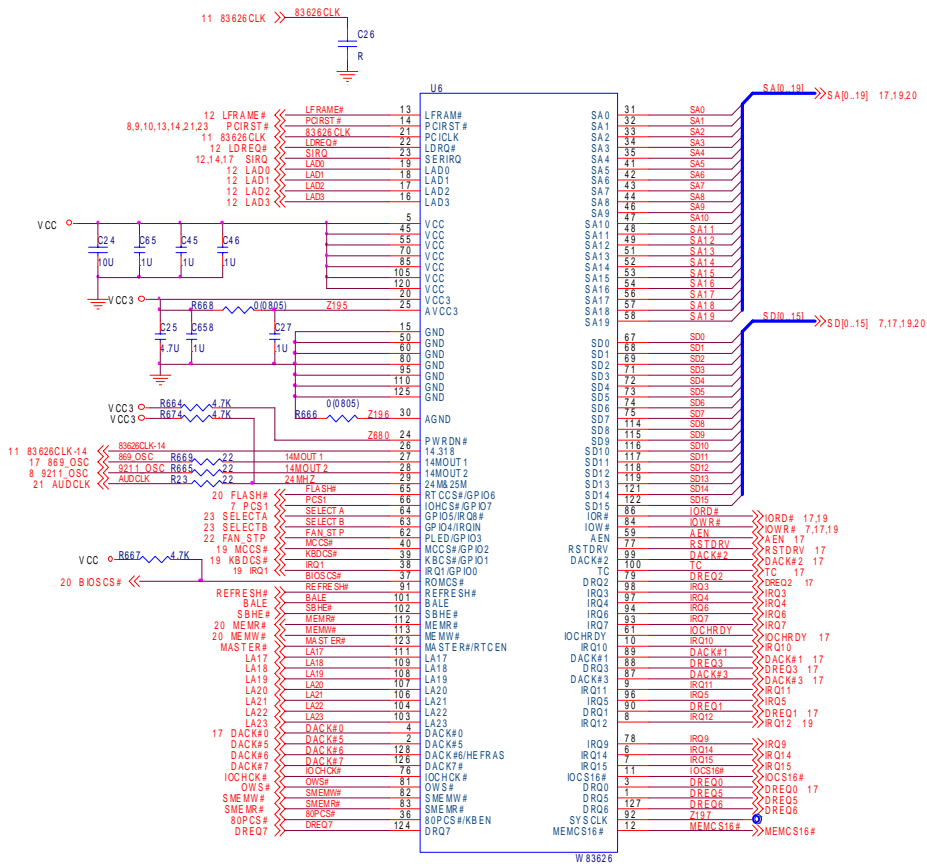 11 83626CLK 83626CLK
C26
R
U6
12 LFRAME# LFRAME# 13 LFRAM#
8,9,10,13,14,21,23 PCIRST# PCIRST# 14 PCIRST#
11 83626CLK 83626CLK 21 PCICLK
12 LDREQ# LDREQ# 22 LDRQ#
12,14,17 SIRQ SIRQ 23 SERIRQ
12 LAD0 LAD0 19 LAD0
12 LAD1 LAD1 18 LAD1
12 LAD2 LAD2 17 LAD2
12 LAD3 LAD3 16 LAD3
VCC 5 VCC
45 VCC
55 VCC
70 VCC
85 VCC
105 VCC
120 VCC
C24 C65 C45 C46
10U .1U .1U .1U
VCC3 20 VCC3
R668 0(0805) Z195 25 AVCC3
C25 C658 C27
4.7U .1U .1U
15 GND
50 GND
60 GND
80 GND
95 GND
110 GND
125 GND
R666 0(0805) Z196 30 AGND
VCC3 R664 4.7K
VCC3 R674 4.7K
Z680 24 PWRDN#
11 83626CLK-14 83626CLK-14 26 14.318
17 869_OSC 869_OSC R669 22 14MOUT1 27 14MOUT1
8 9211_OSC 9211_OSC R665 22 14MOUT2 28 14MOUT2
21 AUDCLK AUDCLK R23 22 24MHZ 29 24M&25M
20 FLASH# FLASH# 65 RTCCS#/GPIO6
7 PCS1 PCS1 66 IOHCS#/GPIO7
23 SELECTA SELECTA 64 GPIO5/IRQ8#
23 SELECTB SELECTB 63 GPIO4/IRQIN
22 FAN_STP FAN_STP 62 PLED/GPIO3
19 MCCS# MCCS# 40 MCCS#/GPIO2
19 KBDCS# KBDCS# 39 KBCS#/GPIO1
19 IRQ1 IRQ1 38 IRQ1/GPIO0
VCC R667 4.7K
20 BIOSCS# BIOSCS# 37 ROMCS#
REFRESH# REFRESH# 91 REFRESH#
BALE BALE 101 BALE
SBHE# SBHE# 102 SBHE#
20 MEMR# MEMR# 112 MEMR#
20 MEMW# MEMW# 113 MEMW#
MASTER# MASTER# 123 MASTER#/RTCEN
LA17 LA17 111 LA17
LA18 LA18 109 LA18
LA19 LA19 108 LA19
LA20 LA20 107 LA20
LA21 LA21 106 LA21
LA22 LA22 104 LA22
LA23 LA23 103 LA23
17 DACK#0 DACK#0 4 DACK#0
DACK#5 DACK#5 2 DACK#5
DACK#6 DACK#6 128 DACK#6/HEFRAS
DACK#7 DACK#7 126 DACK7#
IOCHCK# IOCHCK# 76 IOCHCK#
OWS# OWS# 81 OWS#
SMEMW# SMEMW# 82 SMEMW#
SMEMR# SMEMR# 83 SMEMR#
80PCS# 80PCS# 36 80PCS#/KBEN
DREQ7 DREQ7 124 DRQ7
SA[0..19] SA[0..19] 17,19,20
SA0 31 SA0
SA1 32 SA1
SA2 33 SA2
SA3 34 SA3
SA4 35 SA4
SA5 41 SA5
SA6 42 SA6
SA7 43 SA7
SA8 44 SA8
SA9 46 SA9
SA10 47 SA10
SA11 48 SA11
SA12 49 SA12
SA13 51 SA13
SA14 52 SA14
SA15 53 SA15
SA16 54 SA16
SA17 56 SA17
SA18 57 SA18
SA19 58 SA19
SD[0..15] SD[0..15] 7,17,19,20
SD0 67 SD0
SD1 68 SD1
SD2 69 SD2
SD3 71 SD3
SD4 72 SD4
SD5 73 SD5
SD6 74 SD6
SD7 75 SD7
SD8 114 SD8
SD9 115 SD9
SD10 116 SD10
SD11 117 SD11
SD12 118 SD12
SD13 119 SD13
SD14 121 SD14
SD15 122 SD15
IOR# 86 IORD# IORD# 17,19
IOW# 84 IOWR# IOWR# 7,17,19
AEN 59 AEN AEN 17
RSTDRV 77 RSTDRV RSTDRV 17
DACK#2 99 DACK#2 DACK#2 17
TC 100 TC TC 17
DRQ2 79 DREQ2 DREQ2 17
IRQ3 98 IRQ3 IRQ3
IRQ4 97 IRQ4 IRQ4
IRQ6 94 IRQ6 IRQ6
IRQ7 93 IRQ7 IRQ7
IOCHRDY 61 IOCHRDY IOCHRDY 17
IRQ10 10 IRQ10 IRQ10
DACK#1 89 DACK#1 DACK#1 17
DRQ3 88 DREQ3 DREQ3 17
DACK#3 87 DACK#3 DACK#3 17
IRQ11 9 IRQ11 IRQ11
IRQ5 96 IRQ5 IRQ5
DRQ1 90 DREQ1 DREQ1 17
IRQ12 8 IRQ12 IRQ12 19
IRQ9 78 IRQ9 IRQ9
IRQ14 6 IRQ14 IRQ14
IRQ15 7 IRQ15 IRQ15
IOCS16# 11 IOCS16# IOCS16#
DRQ0 3 DREQ0 DREQ0 17
DRQ5 1 DREQ5 DREQ5
DRQ6 127 DREQ6 DREQ6
SYSCLK 92 Z197
MEMCS16# 12 MEMCS16# MEMCS16#
W83626